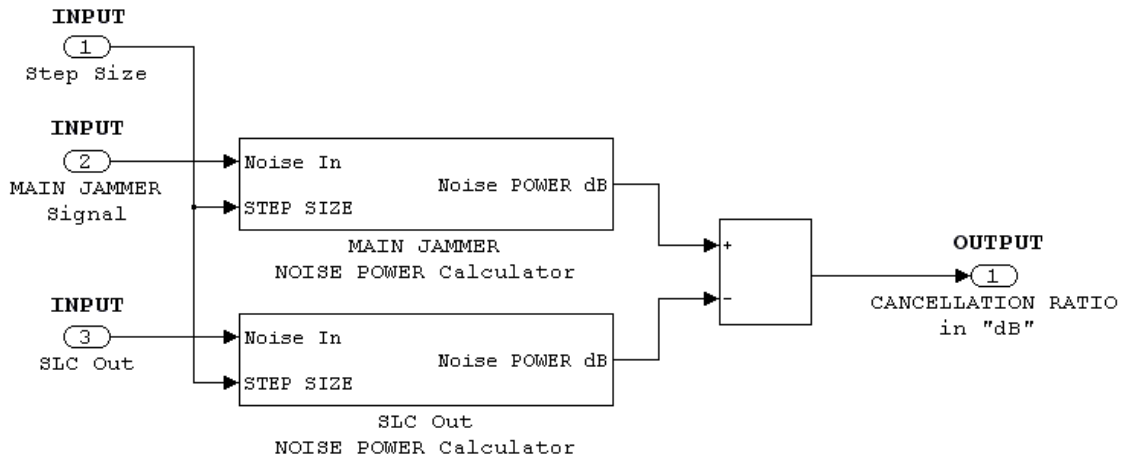 INPUT
1
Step Size
INPUT
2
MAIN JAMMER
Signal
Noise In
STEP SIZE
Noise POWER dB
MAIN JAMMER
NOISE POWER Calculator
INPUT
3
SLC Out
Noise In
STEP SIZE
Noise POWER dB
SLC Out
NOISE POWER Calculator
+
-
OUTPUT
1
CANCELLATION RATIO
in "dB"